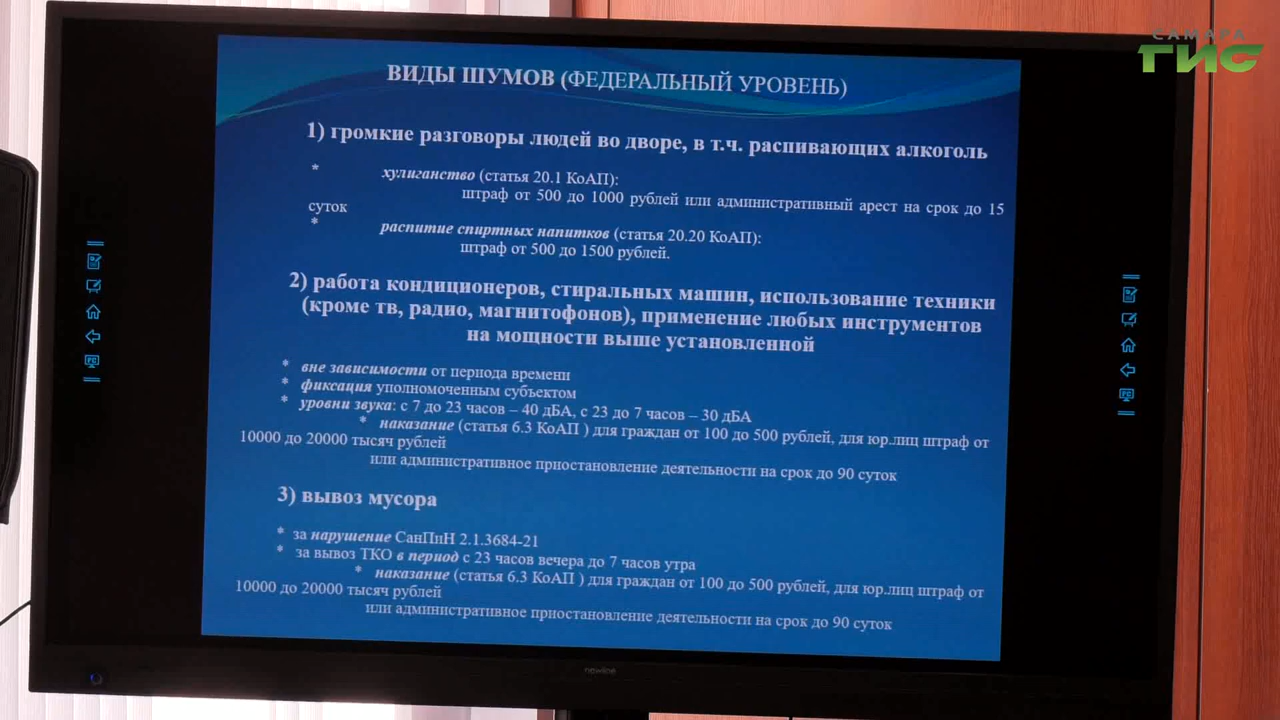 САМАРА
ГИС
ВИДЫ ШУМОВ (ФЕДЕРАЛЬНЫЙ УРОВЕНЬ)
1) громкие разговоры людей во дворе, в т.ч. распивающих алкоголь
* хулиганство (статья 20.1 КоАП):
штраф от 500 до 1000 рублей или административный арест на срок до 15
суток
* распитие спиртных напитков (статья 20.20 КоАП):
штраф от 500 до 1500 рублей.
2) работа кондиционеров, стиральных машин, использование техники
(кроме тв, радио, магнитофонов), применение любых инструментов
на мощности выше установленной
* вне зависимости от периода времени
* фиксация уполномоченным субъектом
* уровни звука: с 7 до 23 часов – 40 дБА, с 23 до 7 часов – 30 дБА
* наказание (статья 6.3 КоАП ) для граждан от 100 до 500 рублей, для юр.лиц штраф от
10000 до 20000 тысяч рублей
или административное приостановление деятельности на срок до 90 суток
3) вывоз мусора
* за нарушение СанПиН 2.1.3684-21
* за вывоз ТКО в период с 23 часов вечера до 7 часов утра
* наказание (статья 6.3 КоАП ) для граждан от 100 до 500 рублей, для юр.лиц штраф от
10000 до 20000 тысяч рублей
или административное приостановление деятельности на срок до 90 суток
newline